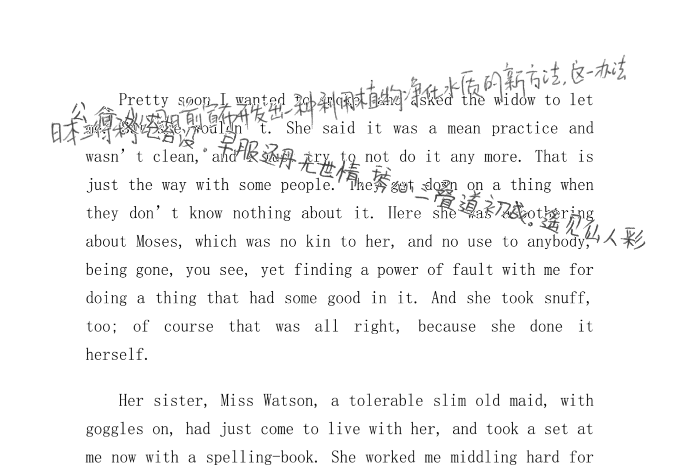 Pretty soon I wanted to smoke, and asked the widow to let
me. But she wouldn't. She said it was a mean practice and
wasn't clean, and I must try to not do it any more. That is
just the way with some people. They get down on a thing when
they don't know nothing about it. Here she was a-bothering
about Moses, which was no kin to her, and no use to anybody,
being gone, you see, yet finding a power of fault with me for
doing a thing that had some good in it. And she took snuff,
too; of course that was all right, because she done it
herself.
Her sister, Miss Watson, a tolerable slim old maid, with
goggles on, had just come to live with her, and took a set at
me now with a spelling-book. She worked me middling hard for
日前宣布开发出一种利用植物净化水质的新方法,这一办法
早服还丹无世情,琴心三叠道初成。遥见仙人彩